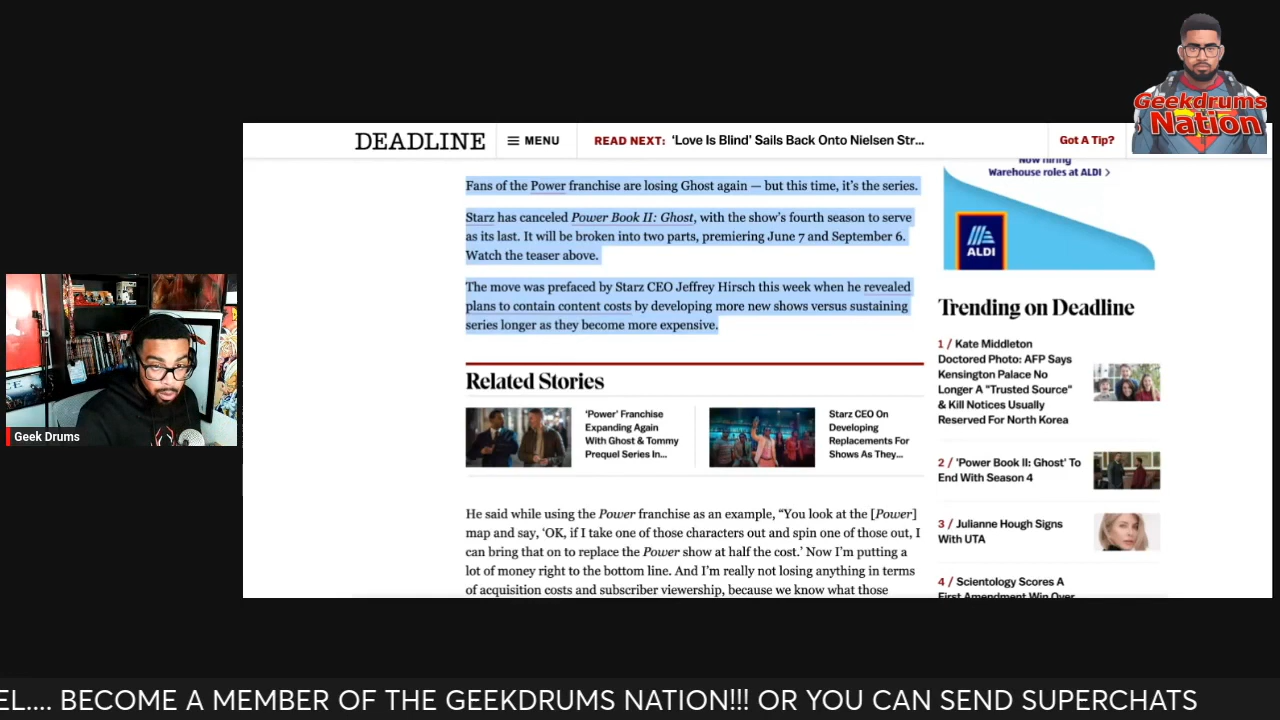 Geekdrums
Nation
DEADLINE
MENU
READ NEXT: 'Love Is Blind' Sails Back Onto Nielsen Str...
Got A Tip?
Fans of the Power franchise are losing Ghost again — but this time, it's the series.
Starz has canceled Power Book II: Ghost, with the show's fourth season to serve
as its last. It will be broken into two parts, premiering June 7 and September 6.
Watch the teaser above.
The move was prefaced by Starz CEO Jeffrey Hirsch this week when he revealed
plans to contain content costs by developing more new shows versus sustaining
series longer as they become more expensive.
Related Stories
'Power' Franchise
Expanding Again
With Ghost & Tommy
Prequel Series In...
Starz CEO On
Developing
Replacements For
Shows As They...
He said while using the Power franchise as an example, "You look at the [Power]
map and say, 'OK, if I take one of those characters out and spin one of those out, I
can bring that on to replace the Power show at half the cost.' Now I'm putting a
lot of money right to the bottom line. And I'm really not losing anything in terms
of acquisition costs and subscriber viewership, because we know what those
Now hiring
Warehouse roles at ALDI >
ALDI
Trending on Deadline
1 / Kate Middleton
Doctored Photo: AFP Says
Kensington Palace No
Longer A "Trusted Source"
& Kill Notices Usually
Reserved For North Korea
2 / 'Power Book II: Ghost' To
End With Season 4
3 / Julianne Hough Signs
With UTA
4 / Scientology Scores A
First Amendment Win Over
Geek Drums
EL.... BECOME A MEMBER OF THE GEEKDRUMS NATION!!! OR YOU CAN SEND SUPERCHATS